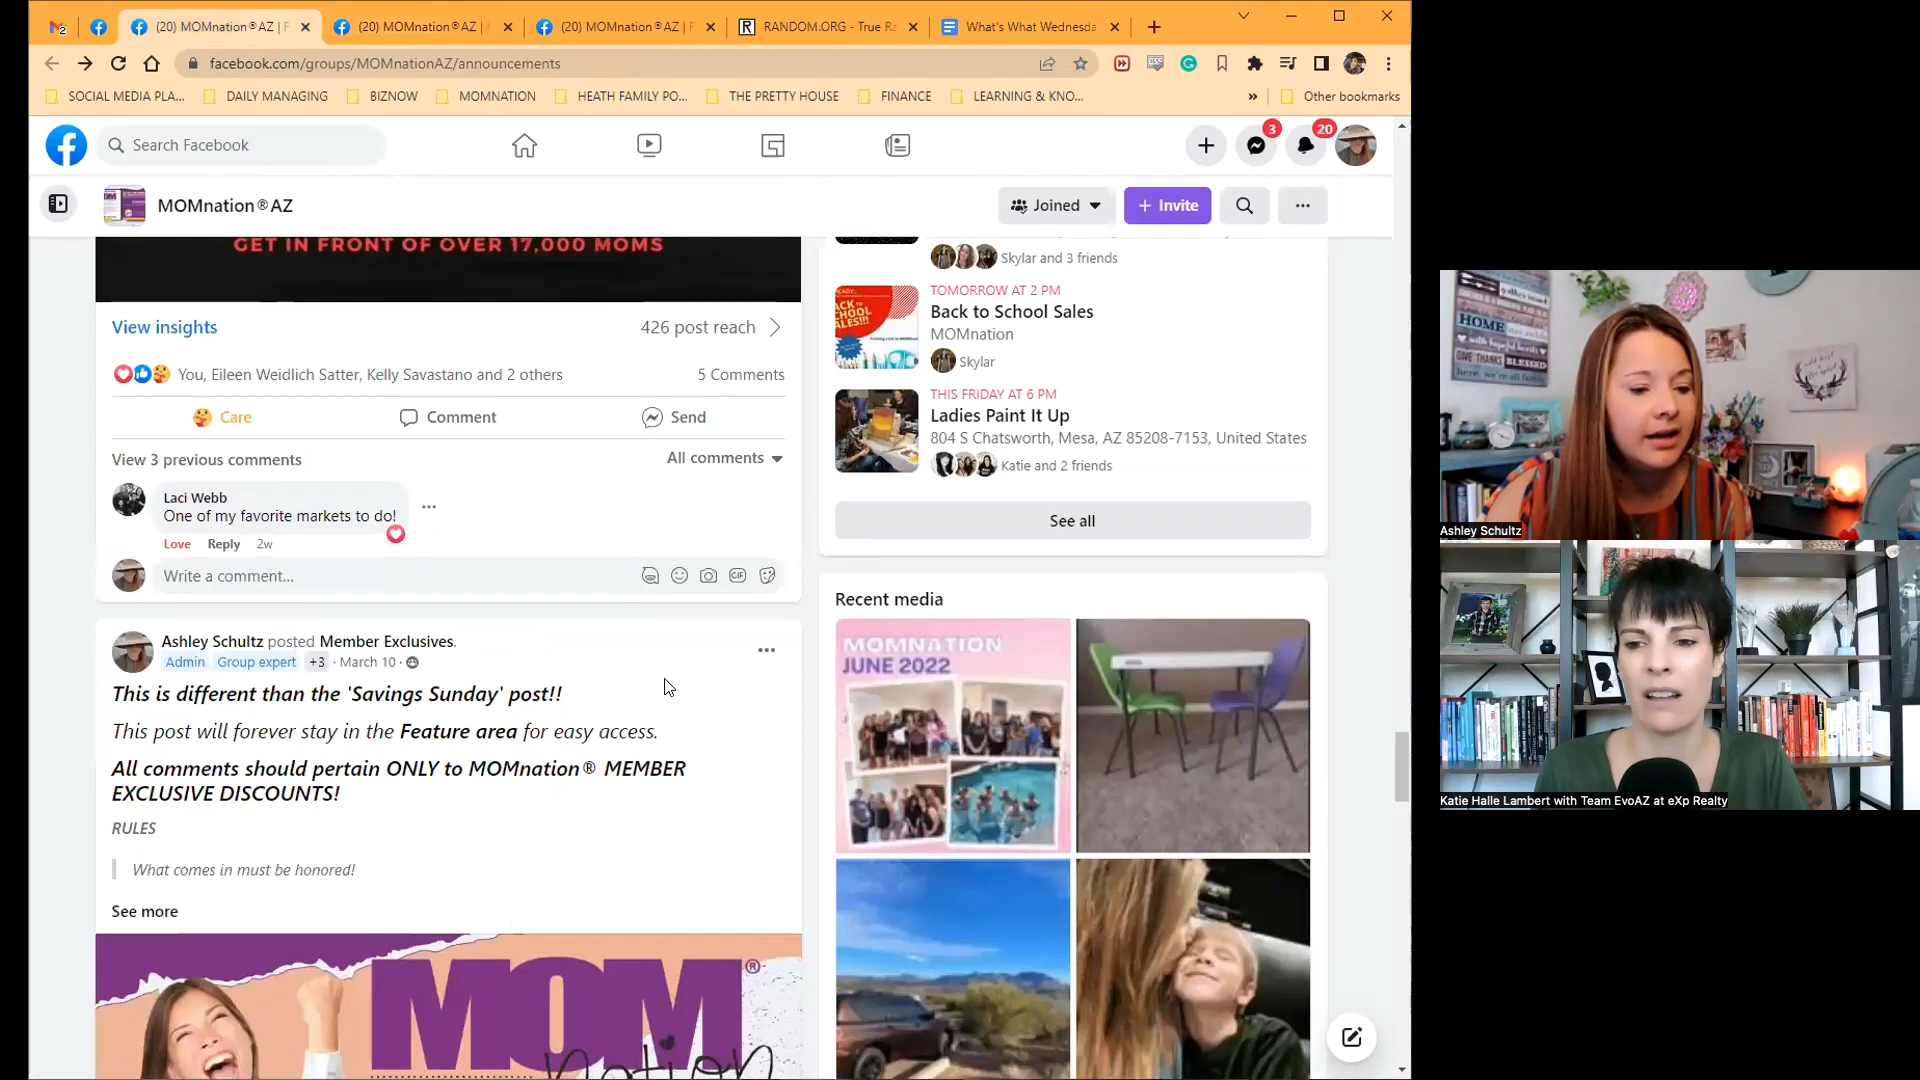 (20) MOMnation®AZ | F
(20) MOMnation®AZ |
(20) MOMnation®AZ | F
RANDOM.ORG - True Ra
What's What Wednesda
facebook.com/groups/MOMnationAZ/announcements
SOCIAL MEDIA PLA...
DAILY MANAGING
BIZNOW
MOMNATION
HEATH FAMILY PO...
THE PRETTY HOUSE
FINANCE
LEARNING & KNO...
»
Other bookmarks
Search Facebook
3
20
MOMnation®AZ
Joined
+ Invite
GET IN FRONT OF OVER 17,000 MOMS
View insights
426 post reach
You, Eileen Weidlich Satter, Kelly Savastano and 2 others
5 Comments
Care
Comment
Send
View 3 previous comments
All comments
Laci Webb
One of my favorite markets to do!
Love Reply 2w
Write a comment...
GIF
Ashley Schultz posted Member Exclusives.
Admin Group expert +3 · March 10 ·
This is different than the 'Savings Sunday' post!!
This post will forever stay in the Feature area for easy access.
All comments should pertain ONLY to MOMnation® MEMBER
EXCLUSIVE DISCOUNTS!
RULES
What comes in must be honored!
See more
MOM®
nation
Skylar and 3 friends
TOMORROW AT 2 PM
Back to School Sales
MOMnation
Skylar
THIS FRIDAY AT 6 PM
Ladies Paint It Up
804 S Chatsworth, Mesa, AZ 85208-7153, United States
Katie and 2 friends
See all
Recent media
MOMNATION
JUNE 2022
HOME
GIVE THANKS BLESSED
Ashley Schultz
Katie Halle Lambert with Team EvoAZ at eXp Realty